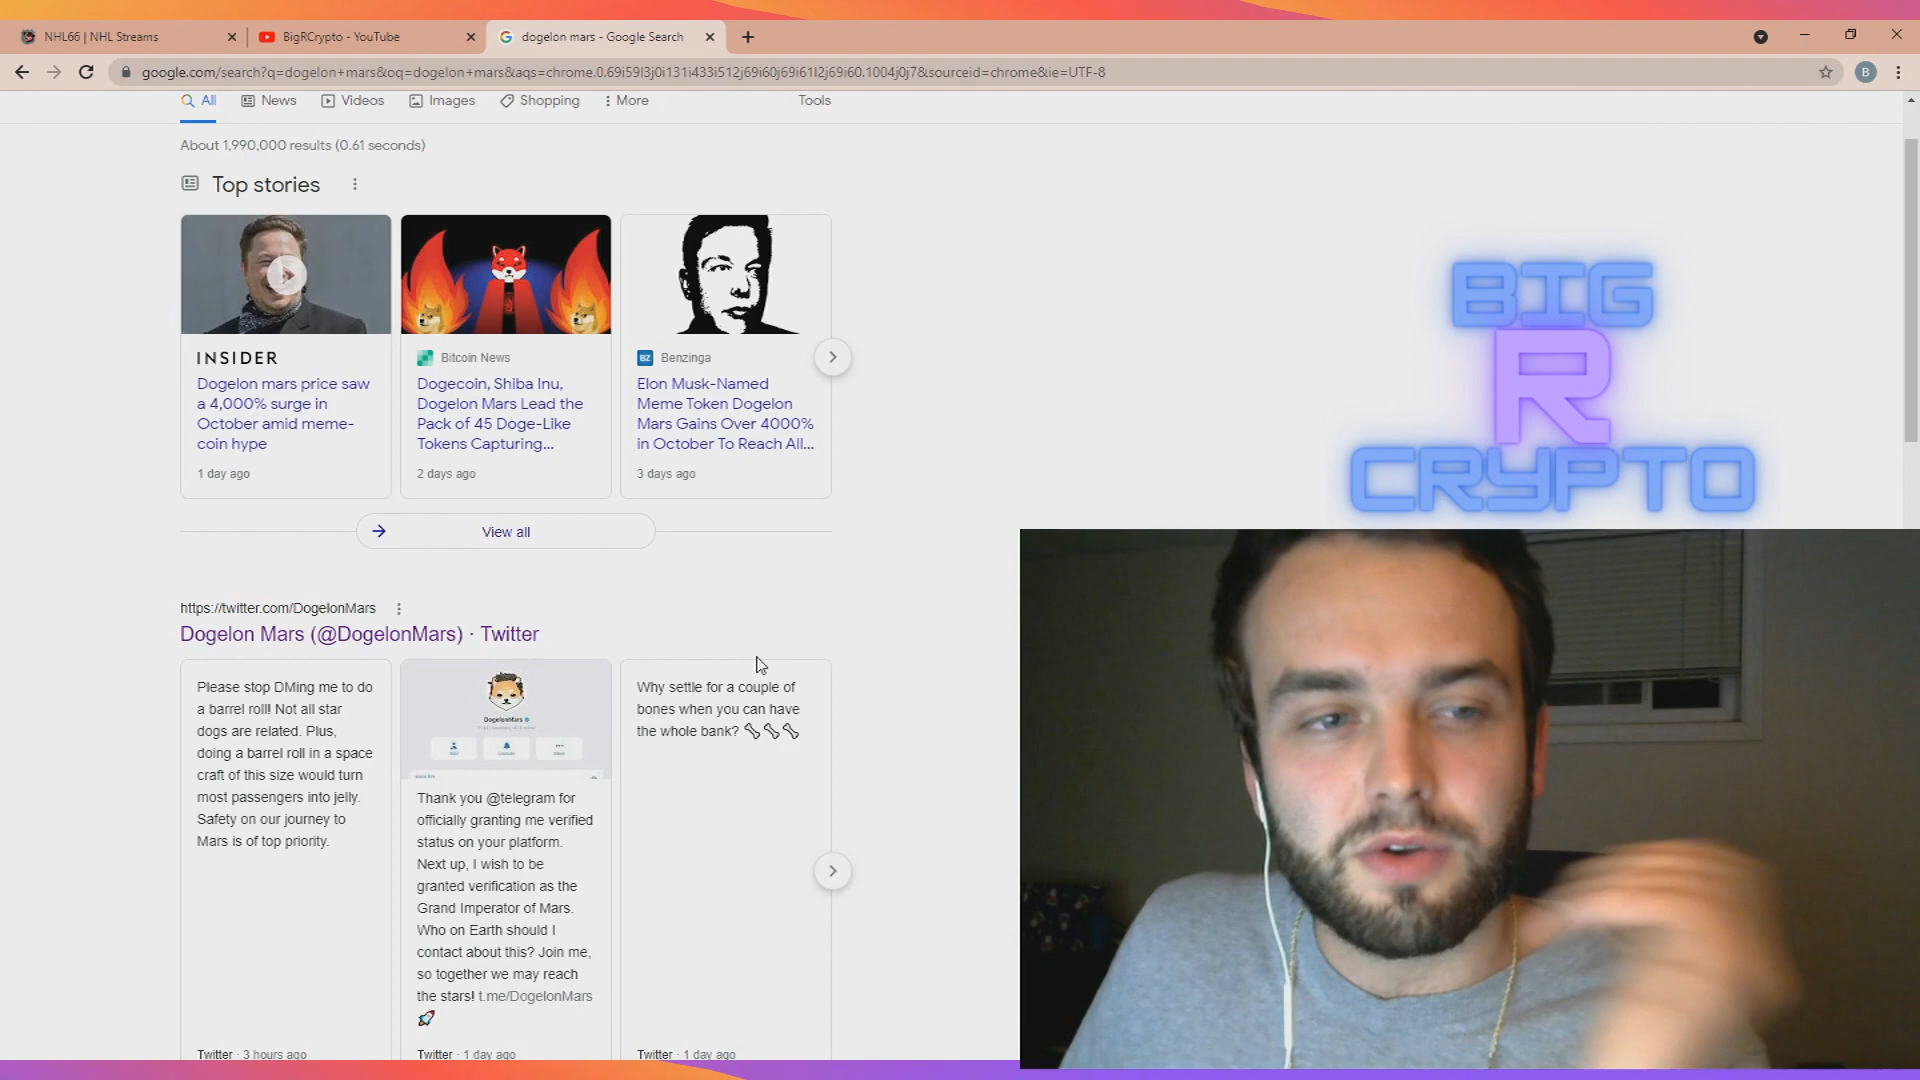 NHL66 | NHL Streams
BigRCrypto - YouTube
dogelon mars - Google Search
google.com/search?q=dogelon+mars&oq=dogelon+mars&aqs=chrome.0.69i59l3j0i131i433i512j69i60j69i61l2j69i60.1004j0j7&sourceid=chrome&ie=UTF-8
B
All
News
Videos
Images
Shopping
More
Tools
About 1,990,000 results (0.61 seconds)
Top stories
INSIDER
Dogelon mars price saw
a 4,000% surge in
October amid meme-
coin hype
1 day ago
Bitcoin News
Dogecoin, Shiba Inu,
Dogelon Mars Lead the
Pack of 45 Doge-Like
Tokens Capturing...
2 days ago
BZ
Benzinga
Elon Musk-Named
Meme Token Dogelon
Mars Gains Over 4000%
in October To Reach All...
3 days ago
View all
BIG
R
CRYPTO
https://twitter.com/DogelonMars
Dogelon Mars (@DogelonMars) · Twitter
Please stop DMing me to do
a barrel roll! Not all star
dogs are related. Plus,
doing a barrel roll in a space
craft of this size would turn
most passengers into jelly.
Safety on our journey to
Mars is of top priority.
Twitter · 3 hours ago
DogelonMars
Thank you @telegram for
officially granting me verified
status on your platform.
Next up, I wish to be
granted verification as the
Grand Imperator of Mars.
Who on Earth should I
contact about this? Join me,
so together we may reach
the stars! t.me/DogelonMars
🚀
Twitter · 1 day ago
Why settle for a couple of
bones when you can have
the whole bank? 🦴🦴🦴
Twitter · 1 day ago